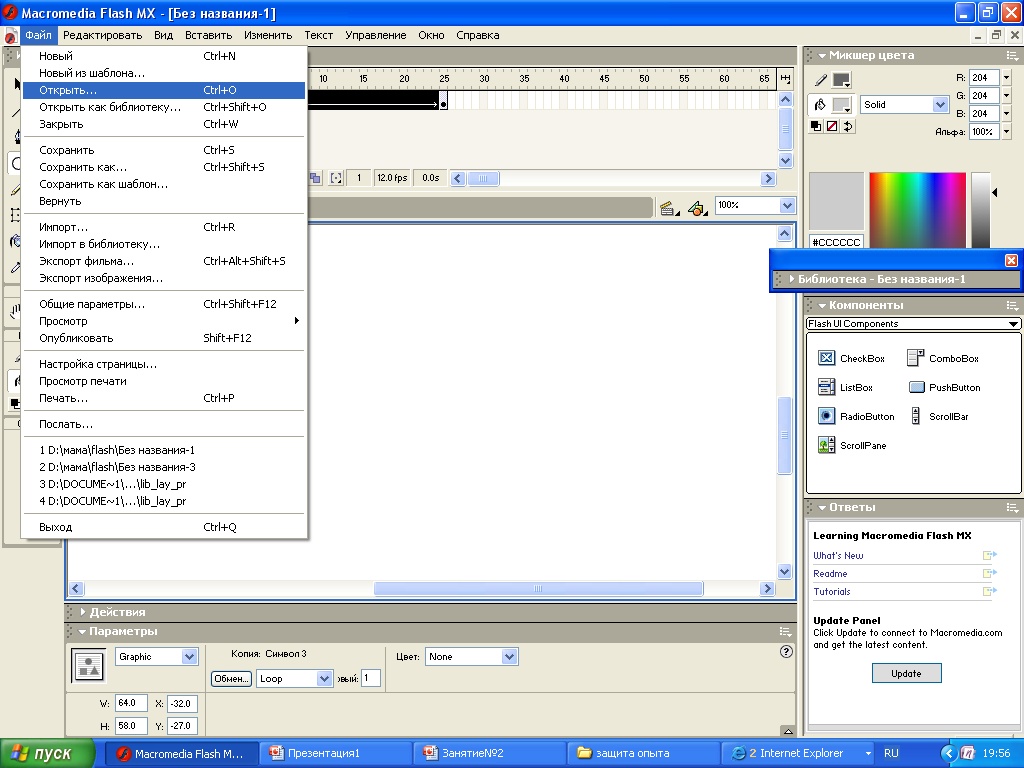 Macromedia Flash MX - [Без названия-1]
Файл Редактировать Вид Вставить Изменить Текст Управление Окно Справка
Новый Ctrl+N
Новый из шаблона...
Открыть... Ctrl+O
Открыть как библиотеку... Ctrl+Shift+O
Закрыть Ctrl+W
Сохранить Ctrl+S
Сохранить как... Ctrl+Shift+S
Сохранить как шаблон...
Вернуть
Импорт... Ctrl+R
Импорт в библиотеку...
Экспорт фильма... Ctrl+Alt+Shift+S
Экспорт изображения...
Общие параметры... Ctrl+Shift+F12
Просмотр
Опубликовать Shift+F12
Настройка страницы...
Просмотр печати
Печать... Ctrl+P
Послать...
1 D:\мама\flash\Без названия-1
2 D:\мама\flash\Без названия-3
3 D:\DOCUME~1\...\lib_lay_pr
4 D:\DOCUME~1\...\lib_lay_pr
Выход Ctrl+Q
10 15 20 25 30 35 40 45 50 55 60 65
1 12.0 fps 0.0s
100%
Микшер цвета
R: 204
Solid G: 204
B: 204
Альфа: 100%
#CCCCCC
Библиотека - Без названия-1
Компоненты
Flash UI Components
CheckBox ComboBox
ListBox PushButton
RadioButton ScrollBar
ScrollPane
Ответы
Learning Macromedia Flash MX
What's New
Readme
Tutorials
Update Panel
Click Update to connect to Macromedia.com
and get the latest content.
Update
Действия
Параметры
Graphic Копия: Символ 3 Цвет: None
Обмен... Loop 1
W: 64.0 X: -32.0
H: 58.0 Y: -27.0
пуск Macromedia Flash M... Презентация1 Занятие№2 защита опыта 2 Internet Explorer RU 19:56